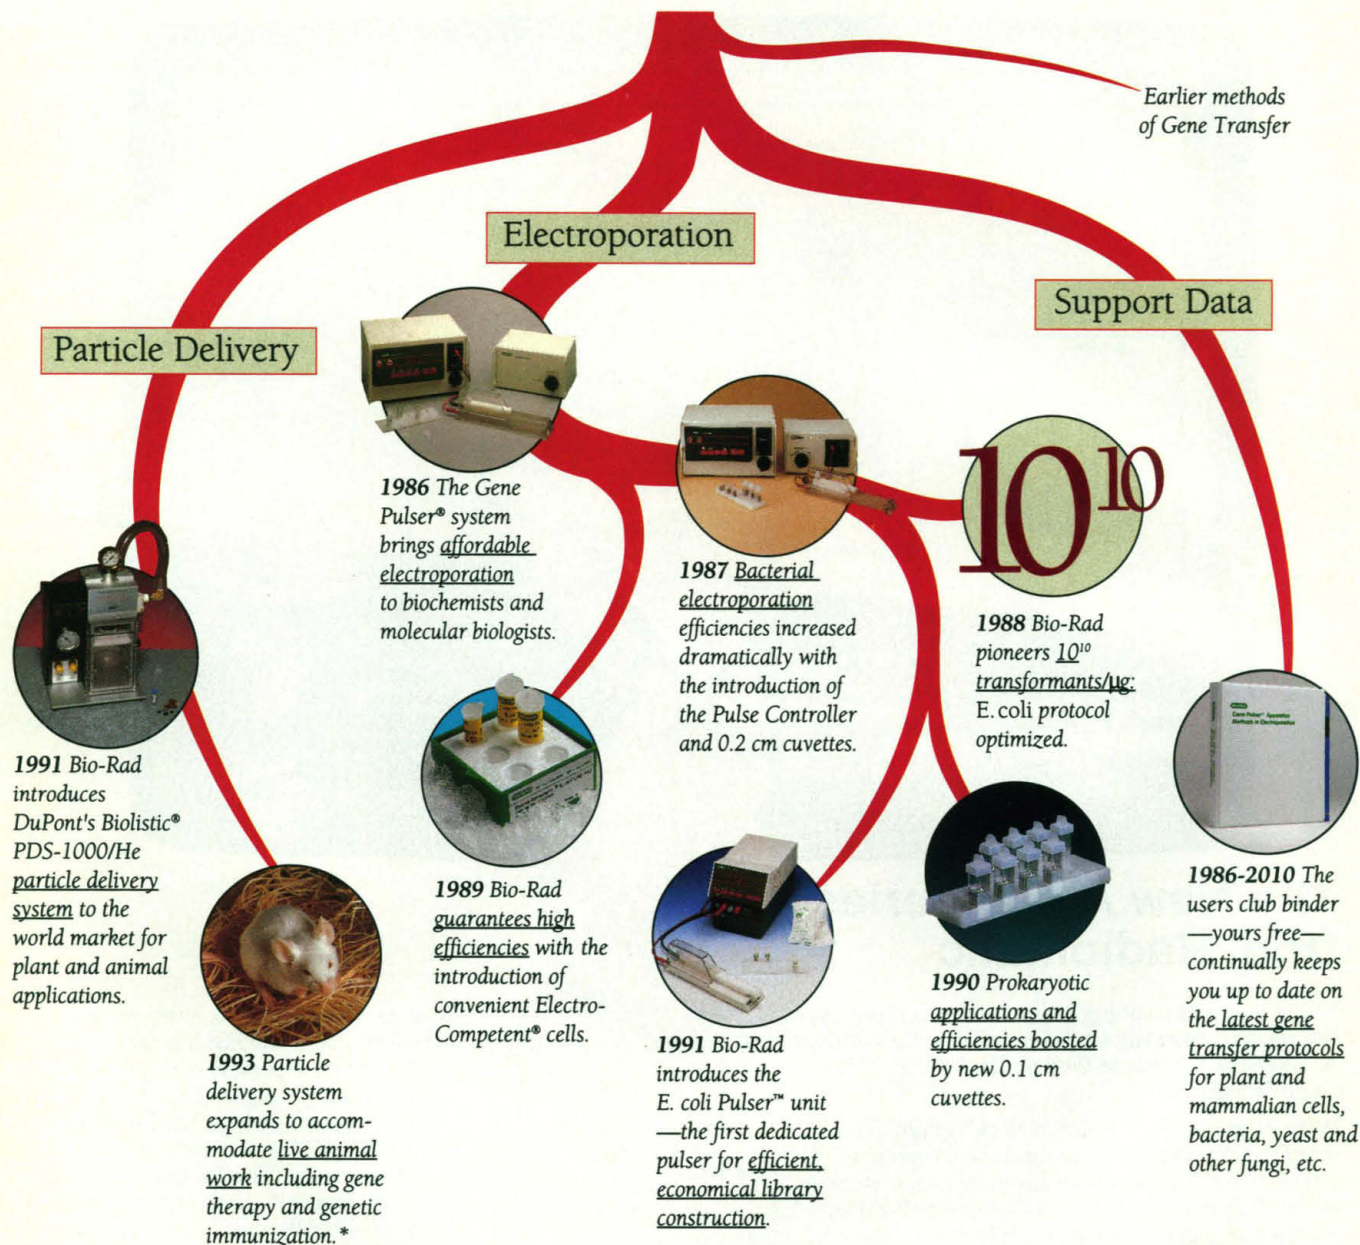 Earlier methods
of Gene Transfer
Electroporation
Support Data
Particle Delivery
1986 The Gene
Pulser® system
brings affordable
electroporation
to biochemists and
molecular biologists.
1987 Bacterial
electroporation
efficiencies increased
dramatically with
the introduction of
the Pulse Controller
and 0.2 cm cuvettes.
10¹⁰
1988 Bio-Rad
pioneers 10¹⁰
transformants/µg:
E. coli protocol
optimized.
1991 Bio-Rad
introduces
DuPont's Biolistic®
PDS-1000/He
particle delivery
system to the
world market for
plant and animal
applications.
1993 Particle
delivery system
expands to accom-
modate live animal
work including gene
therapy and genetic
immunization.*
1989 Bio-Rad
guarantees high
efficiencies with the
introduction of
convenient Electro-
Competent® cells.
1991 Bio-Rad
introduces the
E. coli Pulser™ unit
—the first dedicated
pulser for efficient,
economical library
construction.
1990 Prokaryotic
applications and
efficiencies boosted
by new 0.1 cm
cuvettes.
Gene Pulser™ Apparatus
Methods in Electroporation
1986-2010 The
users club binder
—yours free—
continually keeps
you up to date on
the latest gene
transfer protocols
for plant and
mammalian cells,
bacteria, yeast and
other fungi, etc.